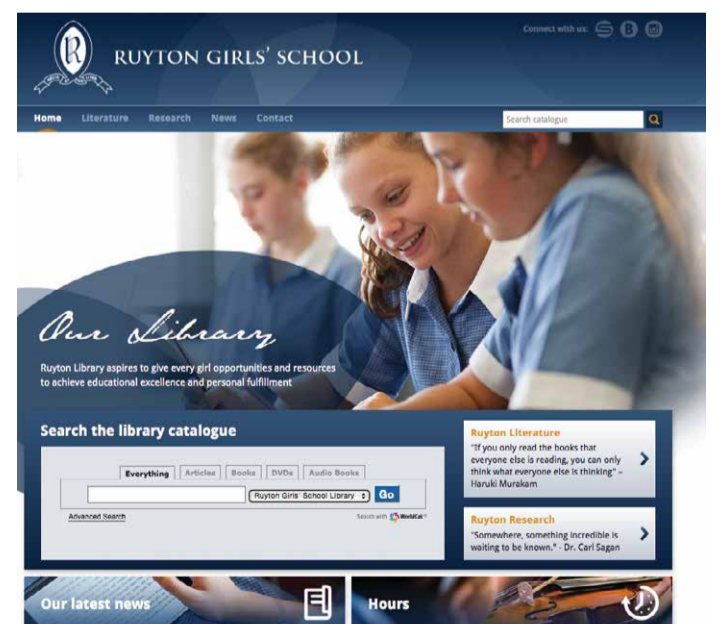 R
RUYTON GIRLS' SCHOOL
Connect with us:
Home Literature Research News Contact
Search catalogue
Our Library
Ruyton Library aspires to give every girl opportunities and resources
to achieve educational excellence and personal fulfillment
Search the library catalogue
Everything Articles Books DVDs Audio Books
Ruyton Girls' School Library Go
Advanced Search
Search with WorldCat
Ruyton Literature
"If you only read the books that
everyone else is reading, you can only
think what everyone else is thinking" –
Haruki Murakam
Ruyton Research
"Somewhere, something incredible is
waiting to be known." - Dr. Carl Sagan
Our latest news
Hours